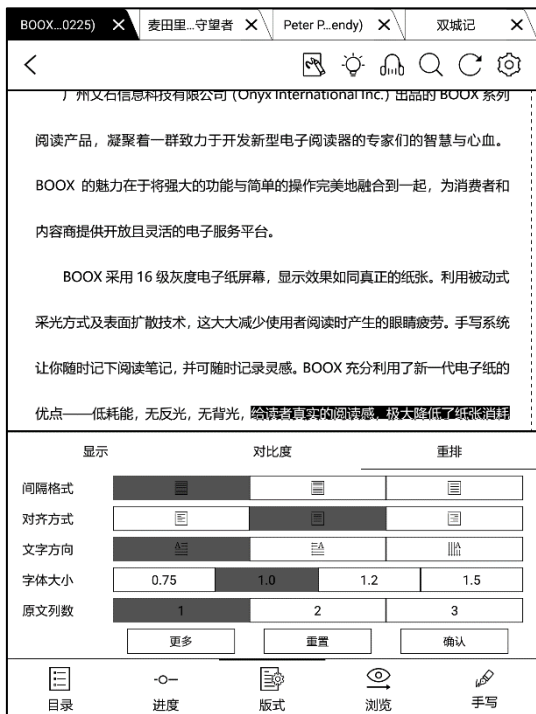 BOOX...0225) × 麦田里...守望者 × Peter P...endy) × 双城记 ×
广州文石信息科技有限公司 (Onyx International Inc.) 出品的 BOOX 系列
阅读产品，凝聚着一群致力于开发新型电子阅读器的专家们的智慧与心血。
BOOX 的魅力在于将强大的功能与简单的操作完美地融合到一起，为消费者和
内容商提供开放且灵活的电子服务平台。
BOOX 采用 16 级灰度电子纸屏幕，显示效果如同真正的纸张。利用被动式
采光方式及表面扩散技术，这大大减少使用者阅读时产生的眼睛疲劳。手写系统
让你随时记下阅读笔记，并可随时记录灵感。BOOX 充分利用了新一代电子纸的
优点——低耗能，无反光，无背光，给读者真实的阅读感，极大降低了纸张消耗
显示 对比度 重排
间隔格式
对齐方式
文字方向
字体大小 0.75 1.0 1.2 1.5
原文列数 1 2 3
更多 重置 确认
目录 进度 版式 浏览 手写